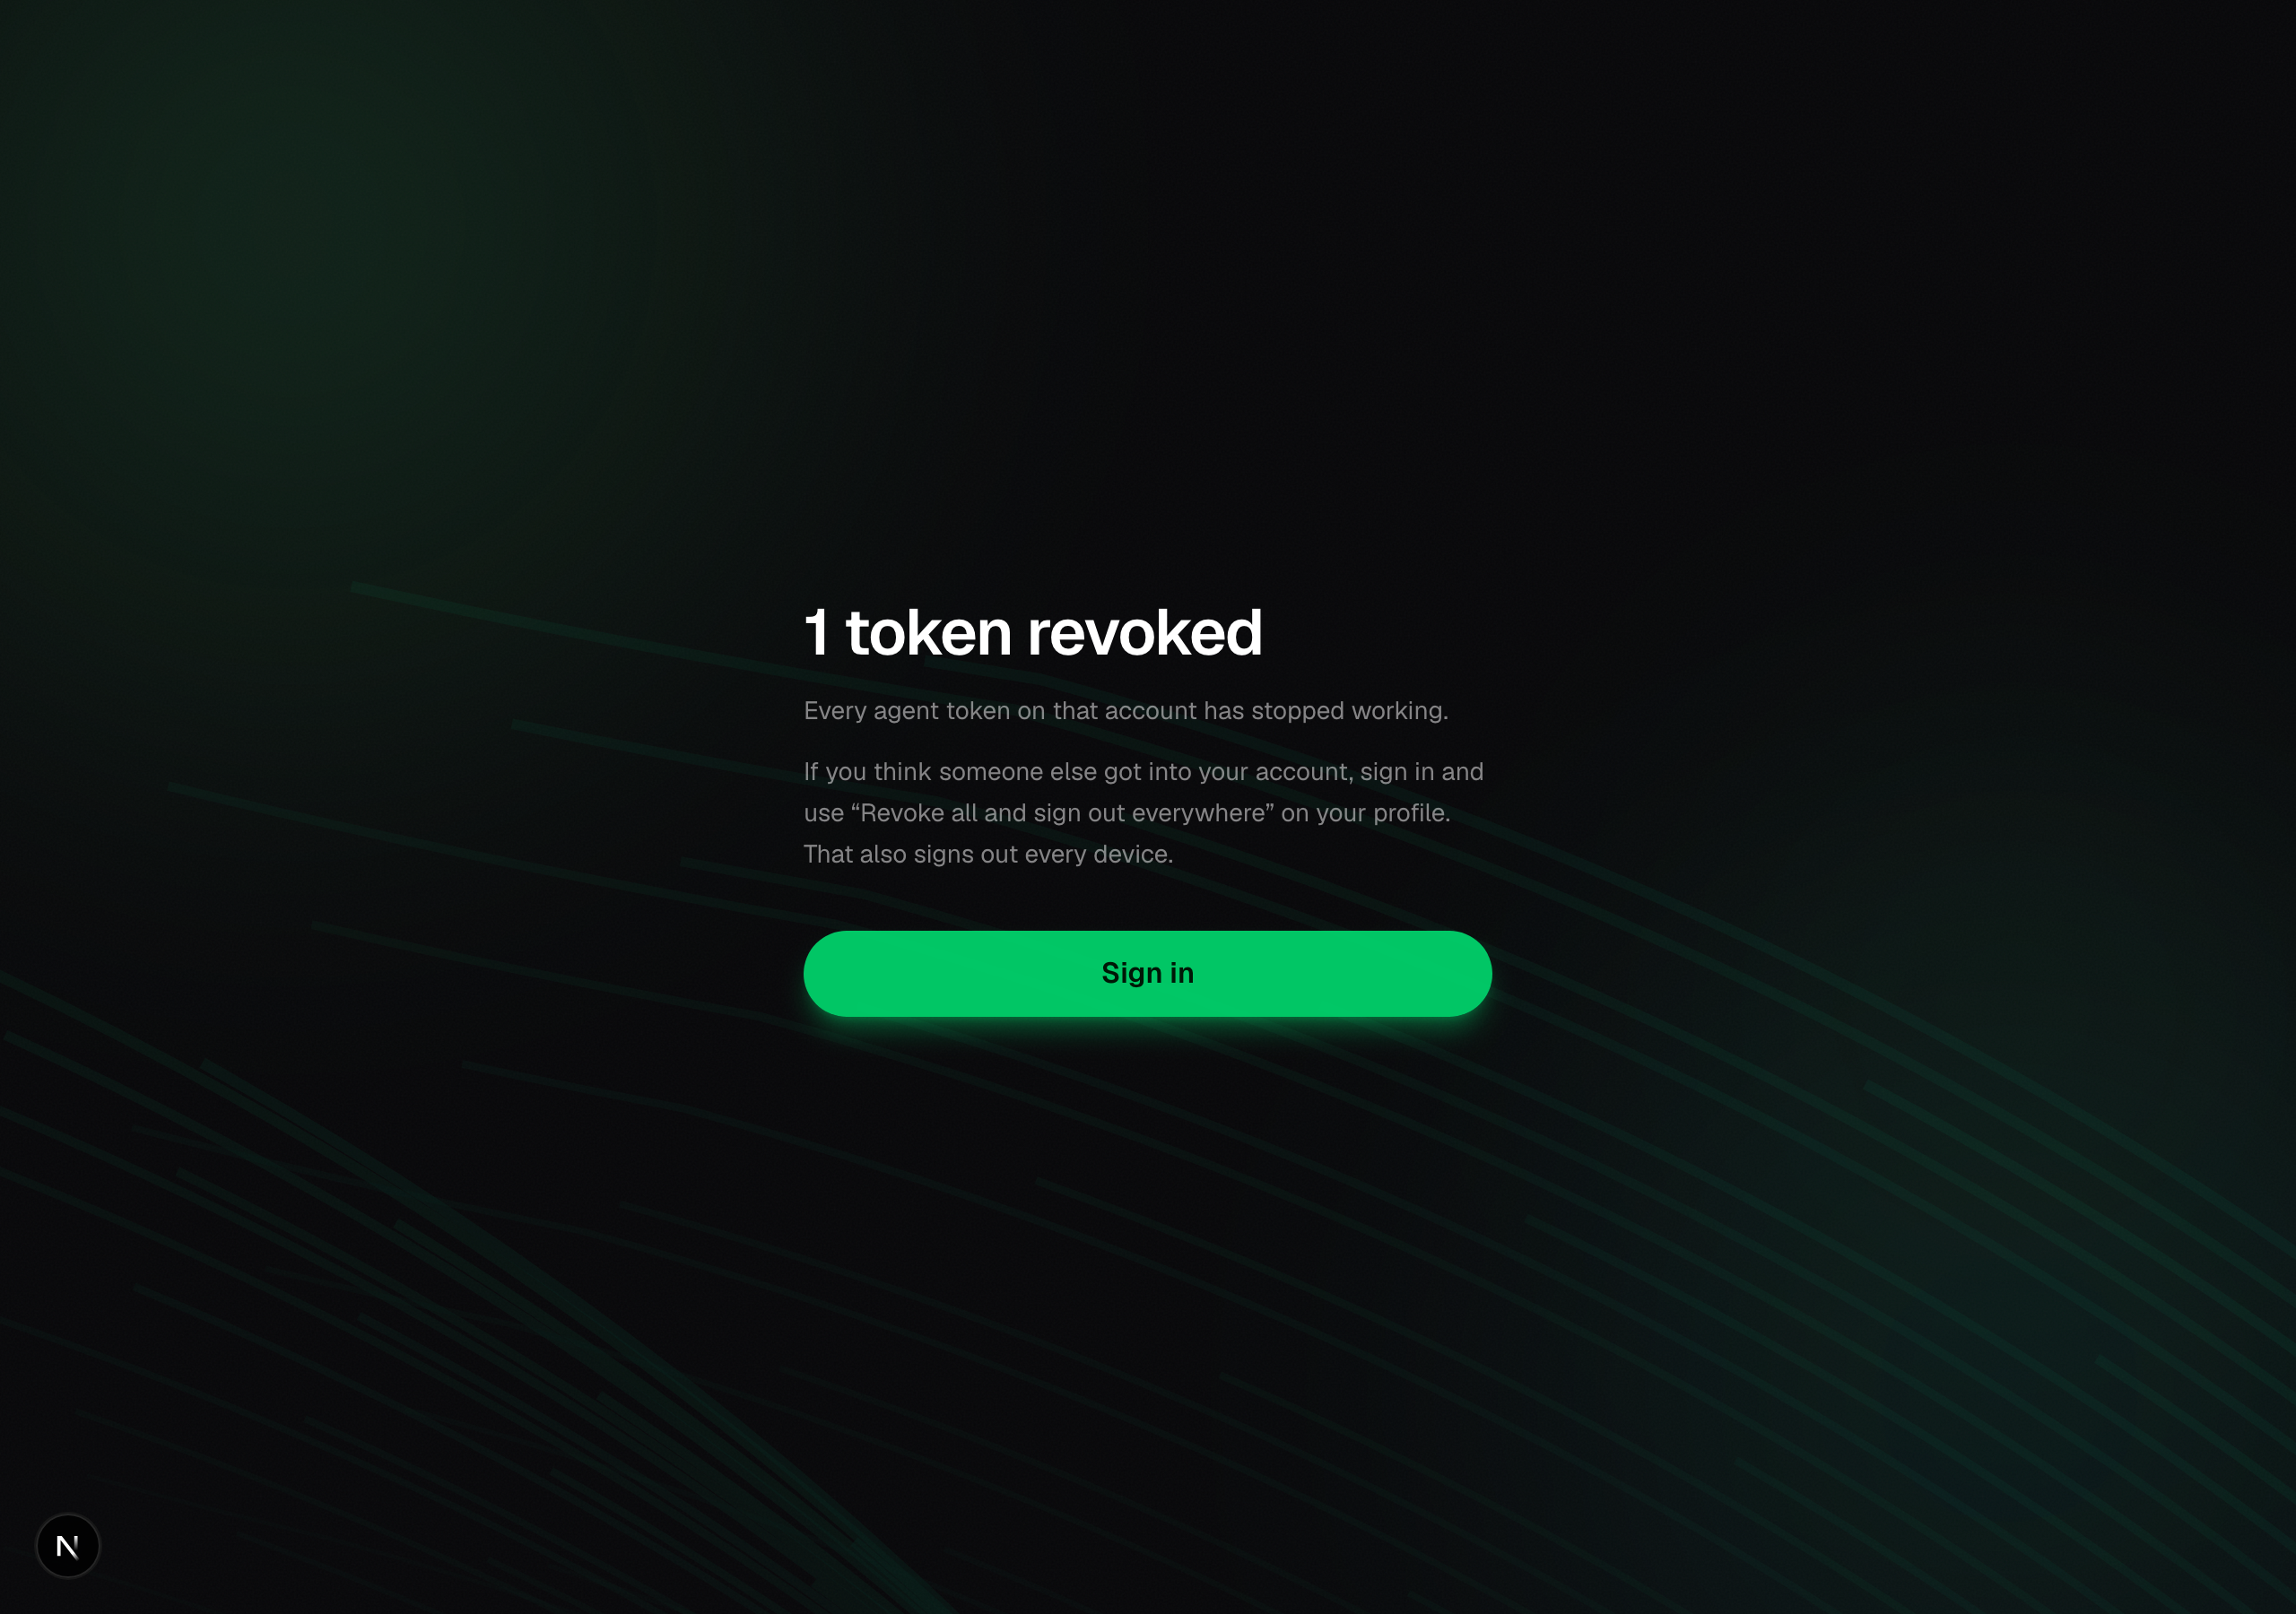 1 token revoked
Every agent token on that account has stopped working.
If you think someone else got into your account, sign in and
use “Revoke all and sign out everywhere” on your profile.
That also signs out every device.
Sign in
N